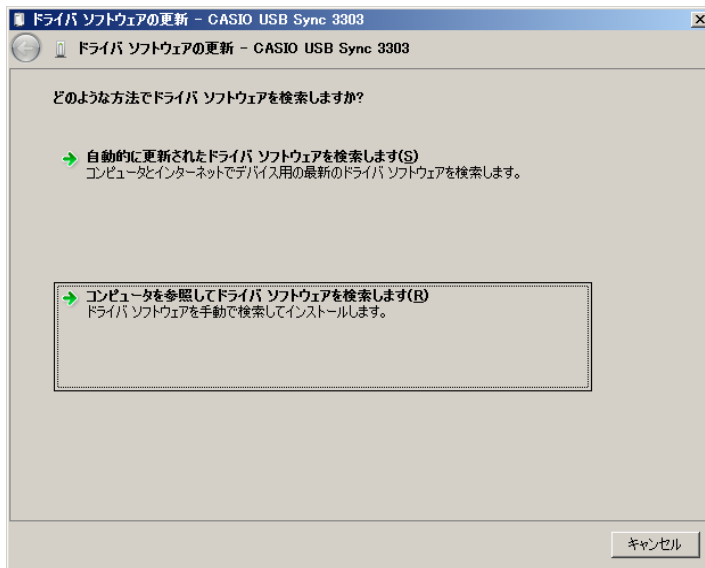 ドライバ ソフトウェアの更新 - CASIO USB Sync 3303
ドライバ ソフトウェアの更新 - CASIO USB Sync 3303
どのような方法でドライバ ソフトウェアを検索しますか?
自動的に更新されたドライバ ソフトウェアを検索します(S)
コンピュータとインターネットでデバイス用の最新のドライバ ソフトウェアを検索します。
コンピュータを参照してドライバ ソフトウェアを検索します(R)
ドライバ ソフトウェアを手動で検索してインストールします。
キャンセル